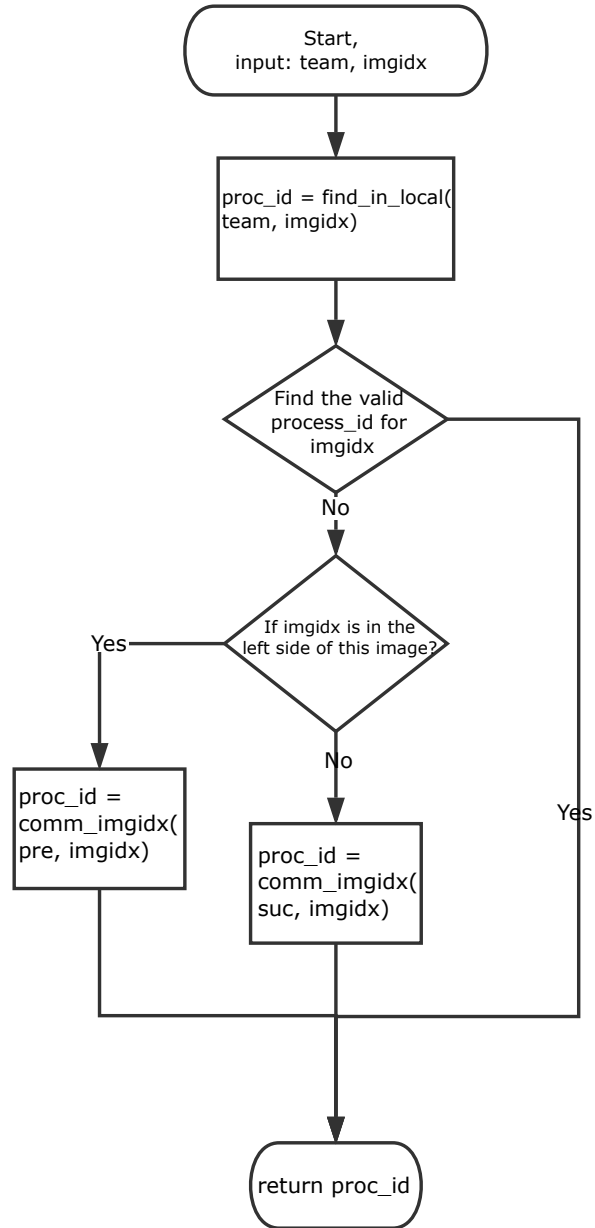 Start,
input: team, imgidx
proc_id = find_in_local(
team, imgidx)
Find the valid
process_id for
imgidx
No
If imgidx is in the
left side of this image?
Yes
No
proc_id =
comm_imgidx(
pre, imgidx)
proc_id =
comm_imgidx(
suc, imgidx)
Yes
return proc_id